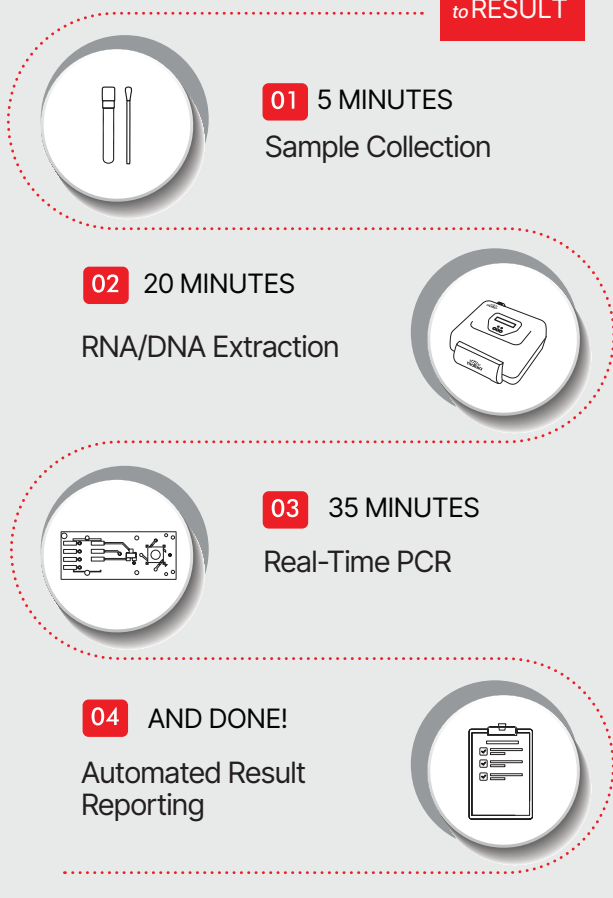 to RESULT
01 5 MINUTES
Sample Collection
02 20 MINUTES
RNA/DNA Extraction
03 35 MINUTES
Real-Time PCR
04 AND DONE!
Automated Result
Reporting